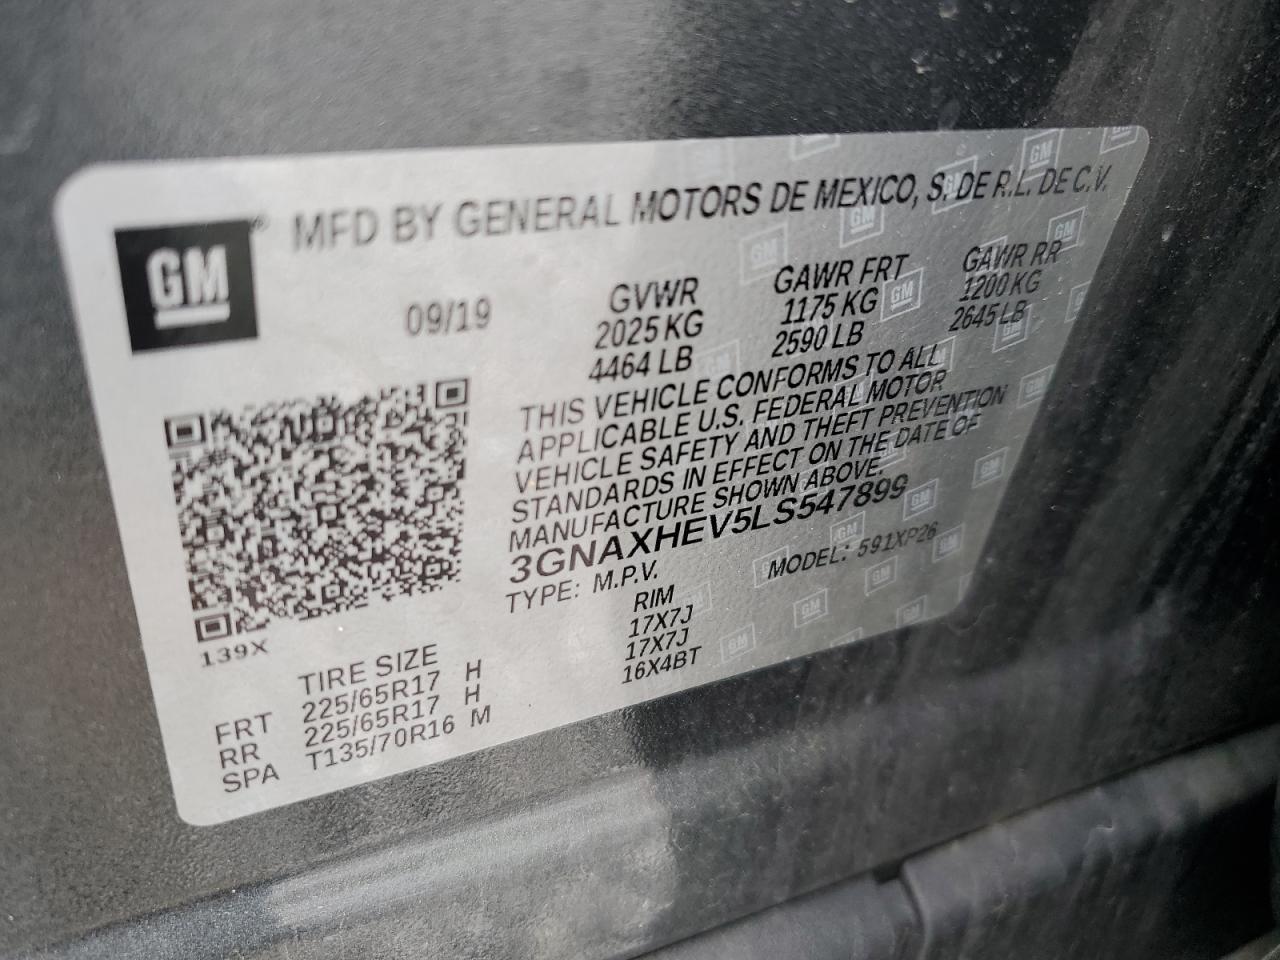 GM
® MFD BY GENERAL MOTORS DE MEXICO, S. DE R.L. DE C.V.
09/19
GVWR
2025 KG
4464 LB
GAWR FRT
1175 KG
2590 LB
GAWR RR
1200 KG
2645 LB
THIS VEHICLE CONFORMS TO ALL
APPLICABLE U.S. FEDERAL MOTOR
VEHICLE SAFETY AND THEFT PREVENTION
STANDARDS IN EFFECT ON THE DATE OF
MANUFACTURE SHOWN ABOVE.
3GNAXHEV5LS547899
TYPE: M.P.V. MODEL: 591XP26
139X
TIRE SIZE RIM
FRT 225/65R17 H 17X7J
RR 225/65R17 H 17X7J
SPA T135/70R16 M 16X4BT